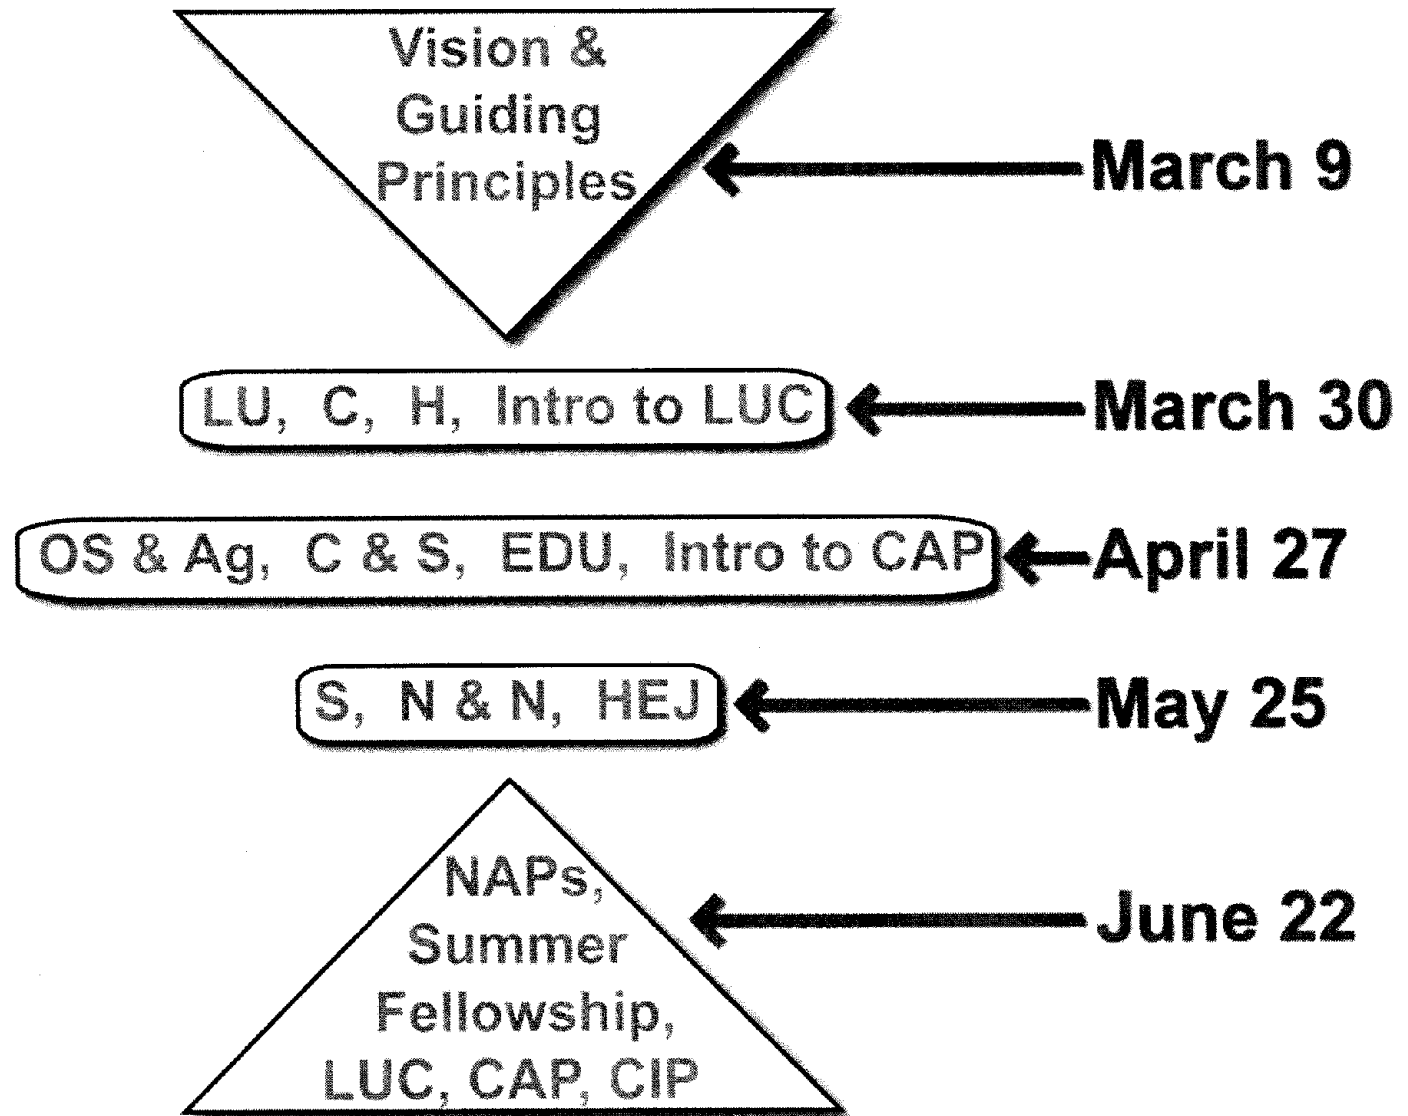 Vision &
Guiding
Principles
March 9
LU, C, H, Intro to LUC
March 30
OS & Ag, C & S, EDU, Intro to CAP
April 27
S, N & N, HEJ
May 25
NAPs,
Summer
Fellowship,
LUC, CAP, CIP
June 22